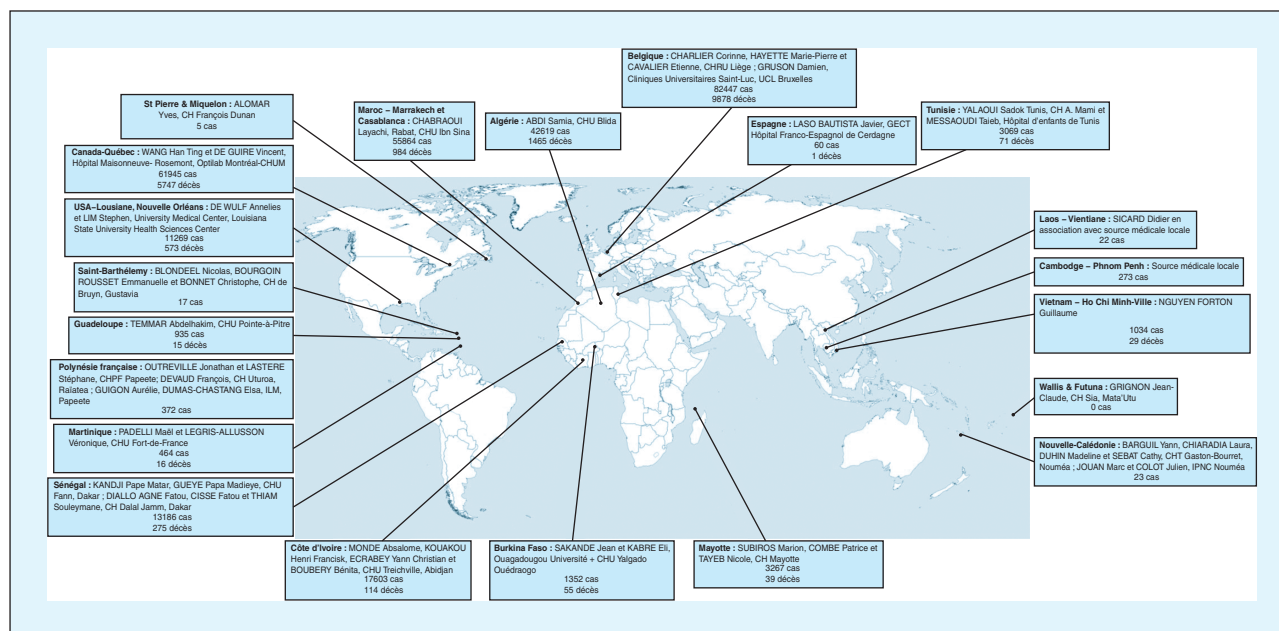 Belgique : CHARLIER Corinne, HAYETTE Marie-Pierre et
CAVALIER Etienne, CHRU Liège ; GRUSON Damien,
Cliniques Universitaires Saint-Luc, UCL Bruxelles
82447 cas
9878 décès
St Pierre & Miquelon : ALOMAR
Yves, CH François Dunan
5 cas
Maroc – Marrakech et
Casablanca : CHABRAOUI
Layachi, Rabat, CHU Ibn Sina
55864 cas
984 décès
Algérie : ABDI Samia, CHU Blida
42619 cas
1465 décès
Espagne : LASO BAUTISTA Javier, GECT
Hôpital Franco-Espagnol de Cerdagne
60 cas
1 décès
Tunisie : YALAOUI Sadok Tunis, CH A. Mami et
MESSAOUDI Taieb, Hôpital d'enfants de Tunis
3069 cas
71 décès
Canada-Québec : WANG Han Ting et DE GUIRE Vincent,
Hôpital Maisonneuve- Rosemont, Optilab Montréal-CHUM
61945 cas
5747 décès
USA–Lousiane, Nouvelle Orléans : DE WULF Annelies
et LIM Stephen, University Medical Center, Louisiana
State University Health Sciences Center
11269 cas
573 décès
Saint-Barthélemy : BLONDEEL Nicolas, BOURGOIN
ROUSSET Emmanuelle et BONNET Christophe, CH de
Bruyn, Gustavia
17 cas
Guadeloupe : TEMMAR Abdelhakim, CHU Pointe-à-Pitre
935 cas
15 décès
Polynésie française : OUTREVILLE Jonathan et LASTERE
Stéphane, CHPF Papeete; DEVAUD François, CH Uturoa,
Raiatea ; GUIGON Aurélie, DUMAS-CHASTANG Elsa, ILM,
Papeete
372 cas
Martinique : PADELLI Maël et LEGRIS-ALLUSSON
Véronique, CHU Fort-de-France
464 cas
16 décès
Sénégal : KANDJI Pape Matar, GUEYE Papa Madieye, CHU
Fann, Dakar ; DIALLO AGNE Fatou, CISSE Fatou et THIAM
Souleymane, CH Dalal Jamm, Dakar
13186 cas
275 décès
Laos – Vientiane : SICARD Didier en
association avec source médicale locale
22 cas
Cambodge – Phnom Penh : Source médicale locale
273 cas
Vietnam – Ho Chi Minh-Ville : NGUYEN FORTON
Guillaume
1034 cas
29 décès
Wallis & Futuna : GRIGNON Jean-
Claude, CH Sia, Mata'Utu
0 cas
Nouvelle-Calédonie : BARGUIL Yann, CHIARADIA Laura,
DUHIN Madeline et SEBAT Cathy, CHT Gaston-Bourret,
Nouméa ; JOUAN Marc et COLOT Julien, IPNC Nouméa
23 cas
Côte d'Ivoire : MONDE Absalome, KOUAKOU
Henri Francisk, ECRABEY Yann Christian et
BOUBERY Bénita, CHU Treichville, Abidjan
17603 cas
114 décès
Burkina Faso : SAKANDE Jean et KABRE Eli,
Ouagadougou Université + CHU Yalgado
Ouédraogo
1352 cas
55 décès
Mayotte : SUBIROS Marion, COMBE Patrice et
TAYEB Nicole, CH Mayotte
3267 cas
39 décès